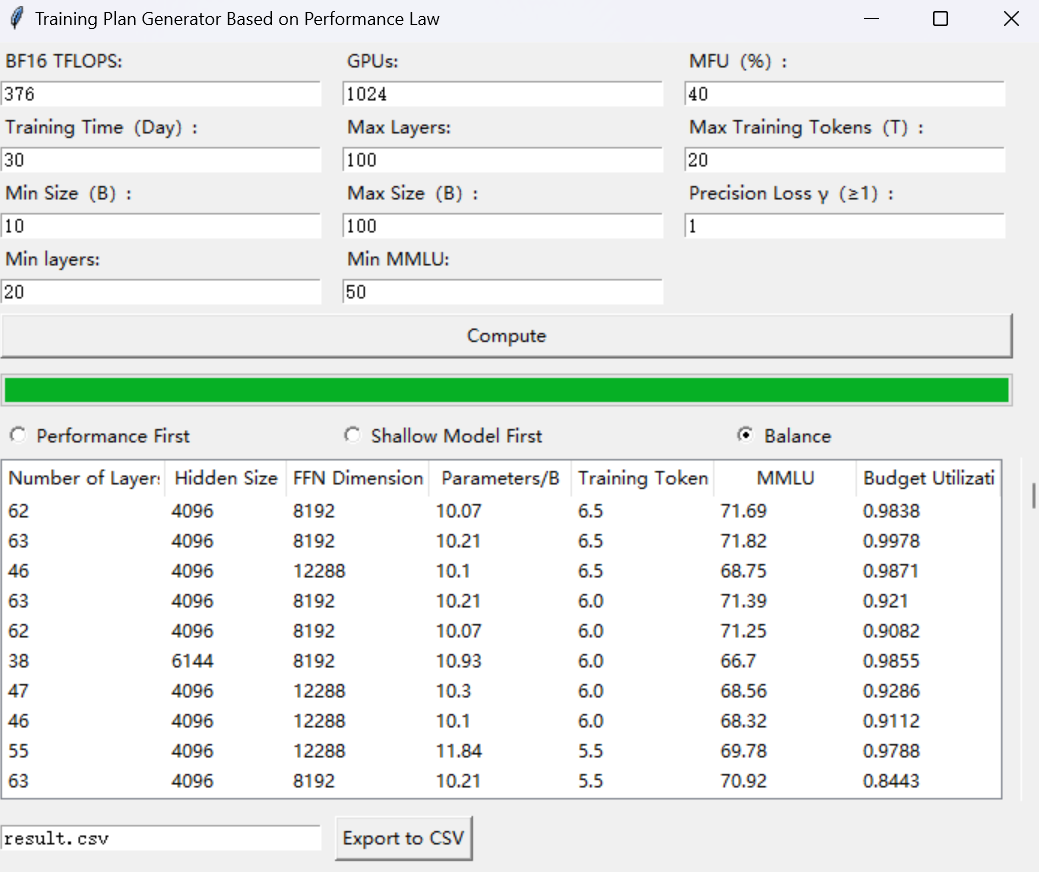 Training Plan Generator Based on Performance Law
BF16 TFLOPS: GPUs: MFU (%) :
376 1024 40
Training Time (Day) : Max Layers: Max Training Tokens (T) :
30 100 20
Min Size (B) : Max Size (B) : Precision Loss γ (≥1) :
10 100 1
Min layers: Min MMLU:
20 50
Compute
Performance First Shallow Model First Balance
Number of Layer: Hidden Size FFN Dimension Parameters/B Training Token MMLU Budget Utilizati
62 4096 8192 10.07 6.5 71.69 0.9838
63 4096 8192 10.21 6.5 71.82 0.9978
46 4096 12288 10.1 6.5 68.75 0.9871
63 4096 8192 10.21 6.0 71.39 0.921
62 4096 8192 10.07 6.0 71.25 0.9082
38 6144 8192 10.93 6.0 66.7 0.9855
47 4096 12288 10.3 6.0 68.56 0.9286
46 4096 12288 10.1 6.0 68.32 0.9112
55 4096 12288 11.84 5.5 69.78 0.9788
63 4096 8192 10.21 5.5 70.92 0.8443
result.csv Export to CSV